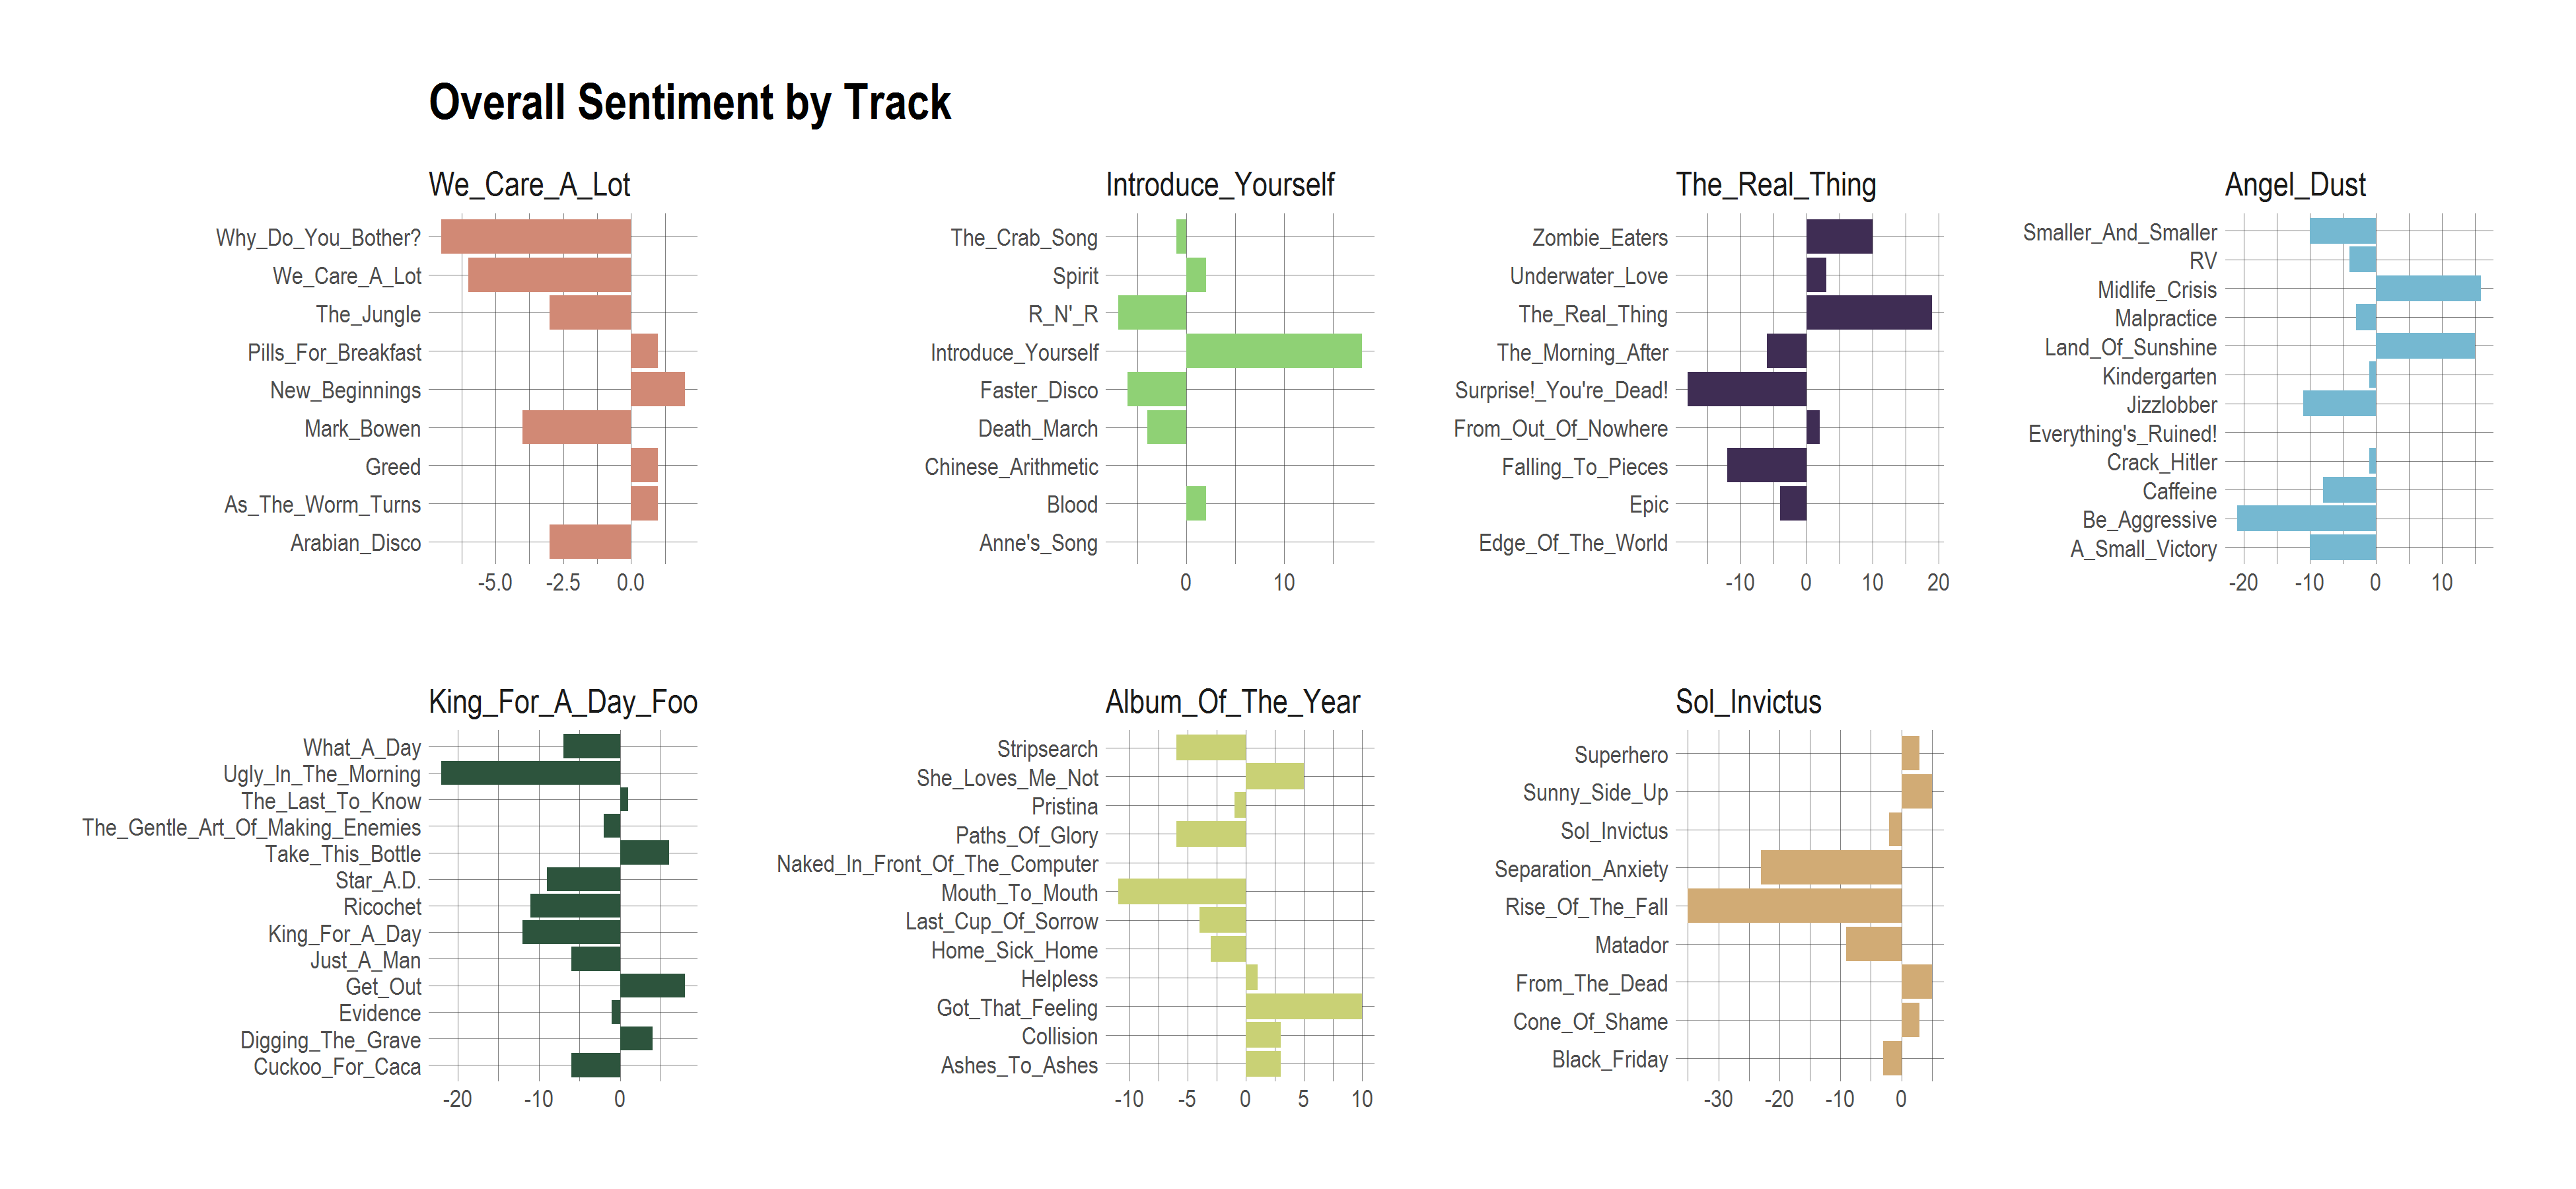 Overall Sentiment by Track
We_Care_A_Lot
Why_Do_You_Bother?
We_Care_A_Lot
The_Jungle
Pills_For_Breakfast
New_Beginnings
Mark_Bowen
Greed
As_The_Worm_Turns
Arabian_Disco
-5.0 -2.5 0.0
Introduce_Yourself
The_Crab_Song
Spirit
R_N'_R
Introduce_Yourself
Faster_Disco
Death_March
Chinese_Arithmetic
Blood
Anne's_Song
0 10
The_Real_Thing
Zombie_Eaters
Underwater_Love
The_Real_Thing
The_Morning_After
Surprise!_You're_Dead!
From_Out_Of_Nowhere
Falling_To_Pieces
Epic
Edge_Of_The_World
-10 0 10 20
Angel_Dust
Smaller_And_Smaller
RV
Midlife_Crisis
Malpractice
Land_Of_Sunshine
Kindergarten
Jizzlobber
Everything's_Ruined!
Crack_Hitler
Caffeine
Be_Aggressive
A_Small_Victory
-20 -10 0 10
King_For_A_Day_Foo
What_A_Day
Ugly_In_The_Morning
The_Last_To_Know
The_Gentle_Art_Of_Making_Enemies
Take_This_Bottle
Star_A.D.
Ricochet
King_For_A_Day
Just_A_Man
Get_Out
Evidence
Digging_The_Grave
Cuckoo_For_Caca
-20 -10 0
Album_Of_The_Year
Stripsearch
She_Loves_Me_Not
Pristina
Paths_Of_Glory
Naked_In_Front_Of_The_Computer
Mouth_To_Mouth
Last_Cup_Of_Sorrow
Home_Sick_Home
Helpless
Got_That_Feeling
Collision
Ashes_To_Ashes
-10 -5 0 5 10
Sol_Invictus
Superhero
Sunny_Side_Up
Sol_Invictus
Separation_Anxiety
Rise_Of_The_Fall
Matador
From_The_Dead
Cone_Of_Shame
Black_Friday
-30 -20 -10 0